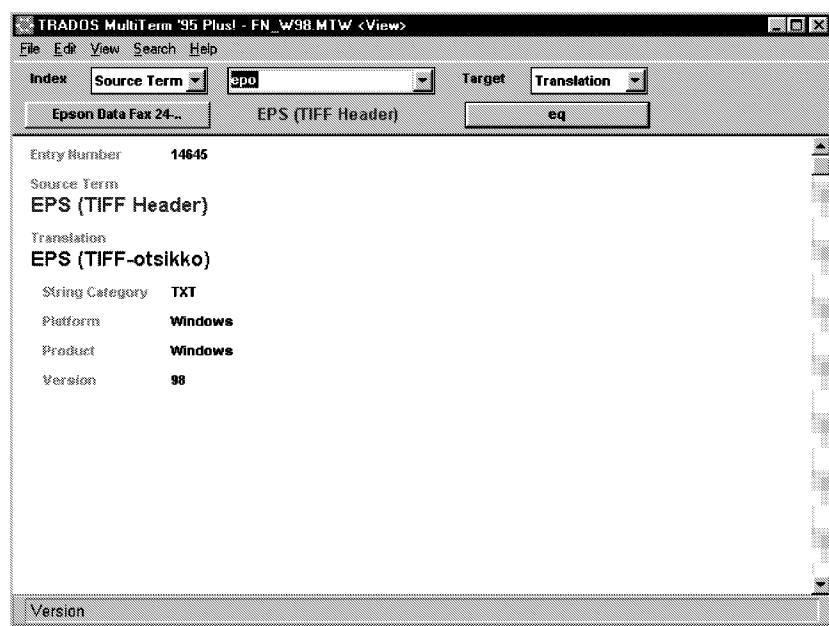 TRADOS MultiTerm '95 Plus! - FN_W98.MTW <View>
File Edit View Search Help
Index Source Term epo Target Translation
Epson Data Fax 24-.. EPS (TIFF Header) eq
Entry Number 14645
Source Term
EPS (TIFF Header)
Translation
EPS (TIFF-otsikko)
String Category TXT
Platform Windows
Product Windows
Version 98
Version